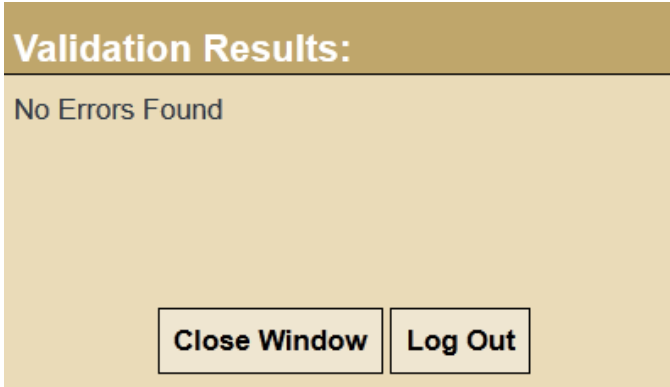 Validation Results:
No Errors Found
Close Window Log Out